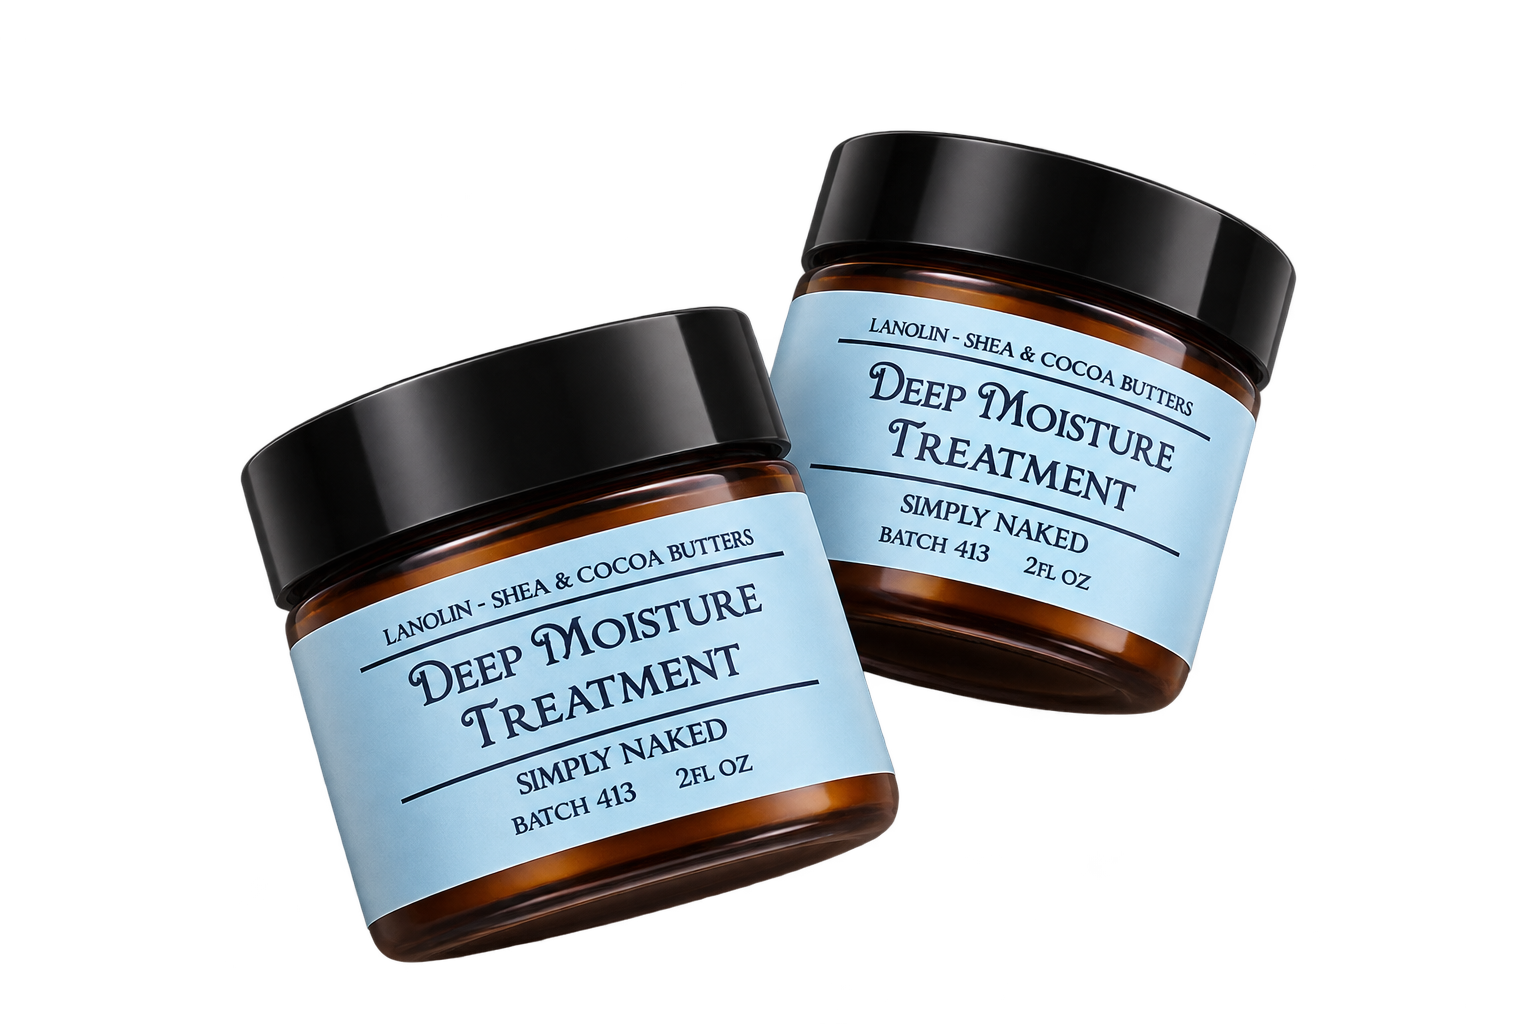 LANOLIN - SHEA & COCOA BUTTERS
DEEP MOISTURE
TREATMENT
SIMPLY NAKED
BATCH 413 2FL OZ
LANOLIN - SHEA & COCOA BUTTERS
DEEP MOISTURE
TREATMENT
SIMPLY NAKED
BATCH 413 2FL OZ